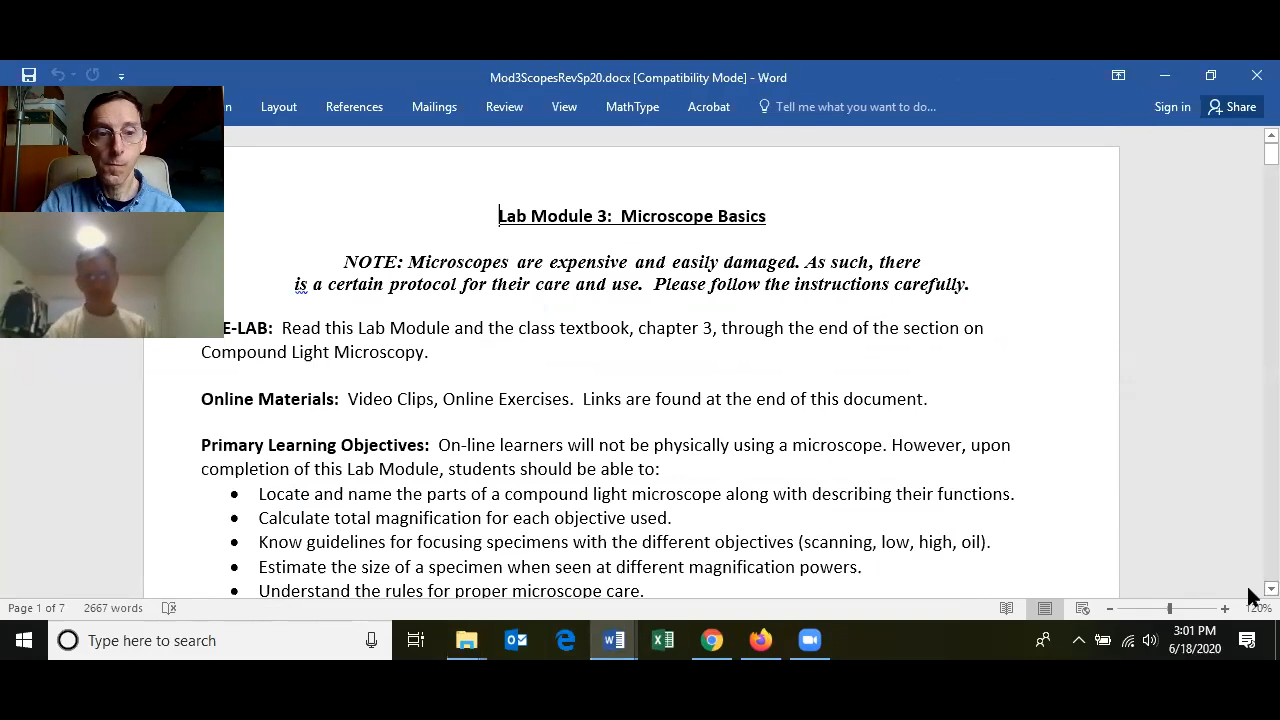 Mod3ScopesRevSp20.docx [Compatibility Mode] - Word
Layout References Mailings Review View MathType Acrobat Tell me what you want to do... Sign in Share
Lab Module 3: Microscope Basics
NOTE: Microscopes are expensive and easily damaged. As such, there
is a certain protocol for their care and use. Please follow the instructions carefully.
E-LAB: Read this Lab Module and the class textbook, chapter 3, through the end of the section on
Compound Light Microscopy.
Online Materials: Video Clips, Online Exercises. Links are found at the end of this document.
Primary Learning Objectives: On-line learners will not be physically using a microscope. However, upon
completion of this Lab Module, students should be able to:
• Locate and name the parts of a compound light microscope along with describing their functions.
• Calculate total magnification for each objective used.
• Know guidelines for focusing specimens with the different objectives (scanning, low, high, oil).
• Estimate the size of a specimen when seen at different magnification powers.
• Understand the rules for proper microscope care.
Page 1 of 7 2667 words 120%
Type here to search 3:01 PM
6/18/2020